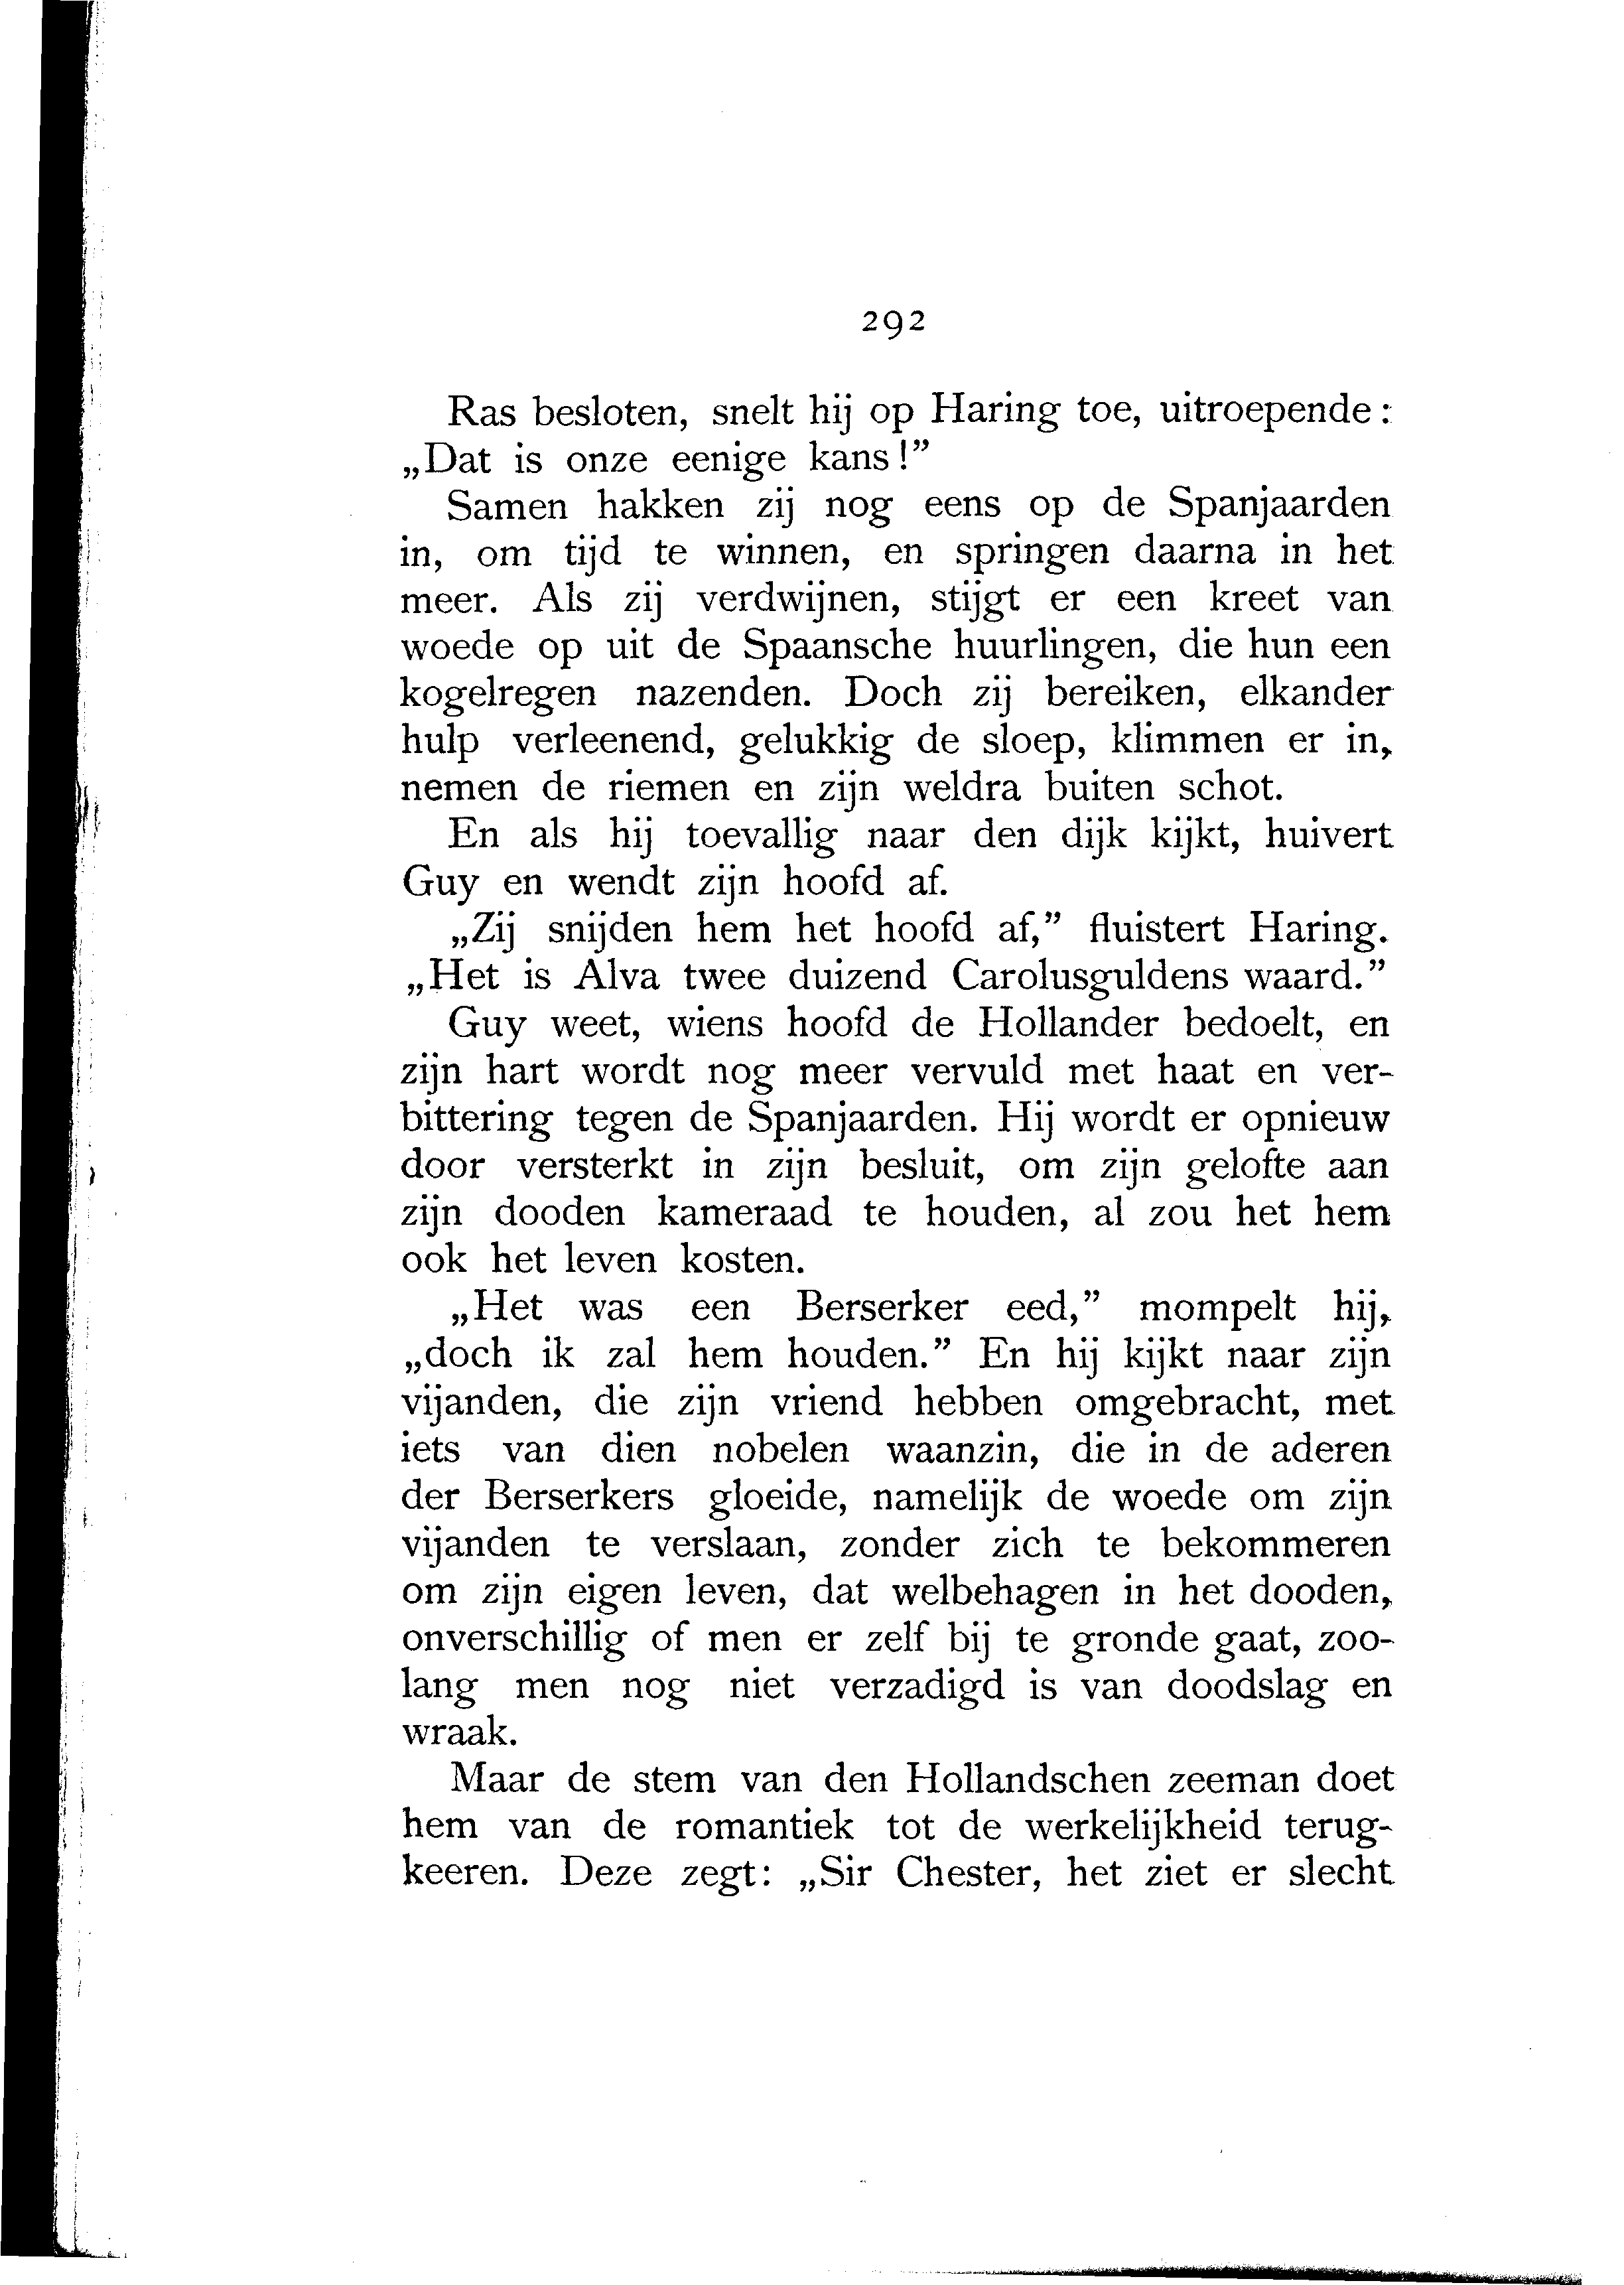 292
Ras besloten, snelt hij op Haring toe, uitroepende :
„Dat is onze eenige kans !”
Samen hakken zij nog eens op de Spanjaarden
in, om tijd te winnen, en springen daarna in het
meer. Als zij verdwijnen, stijgt er een kreet van
woede op uit de Spaansche huurlingen, die hun een
kogelregen nazenden. Doch zij bereiken, elkander
hulp verleenend, gelukkig de sloep, klimmen er in,
nemen de riemen en zijn weldra buiten schot.
En als hij toevallig naar den dijk kijkt, huivert
Guy en wendt zijn hoofd af.
„Zij snijden hem het hoofd af,” fluistert Haring.
„Het is Alva twee duizend Carolusguldens waard.”
Guy weet, wiens hoofd de Hollander bedoelt, en
zijn hart wordt nog meer vervuld met haat en ver-
bittering tegen de Spanjaarden. Hij wordt er opnieuw
door versterkt in zijn besluit, om zijn gelofte aan
zijn dooden kameraad te houden, al zou het hem
ook het leven kosten.
„Het was een Berserker eed,” mompelt hij,
„doch ik zal hem houden.” En hij kijkt naar zijn
vijanden, die zijn vriend hebben omgebracht, met
iets van dien nobelen waanzin, die in de aderen
der Berserkers gloeide, namelijk de woede om zijn
vijanden te verslaan, zonder zich te bekommeren
om zijn eigen leven, dat welbehagen in het dooden,
onverschillig of men er zelf bij te gronde gaat, zoo-
lang men nog niet verzadigd is van doodslag en
wraak.
Maar de stem van den Hollandschen zeeman doet
hem van de romantiek tot de werkelijkheid terug-
keeren. Deze zegt: „Sir Chester, het ziet er slecht